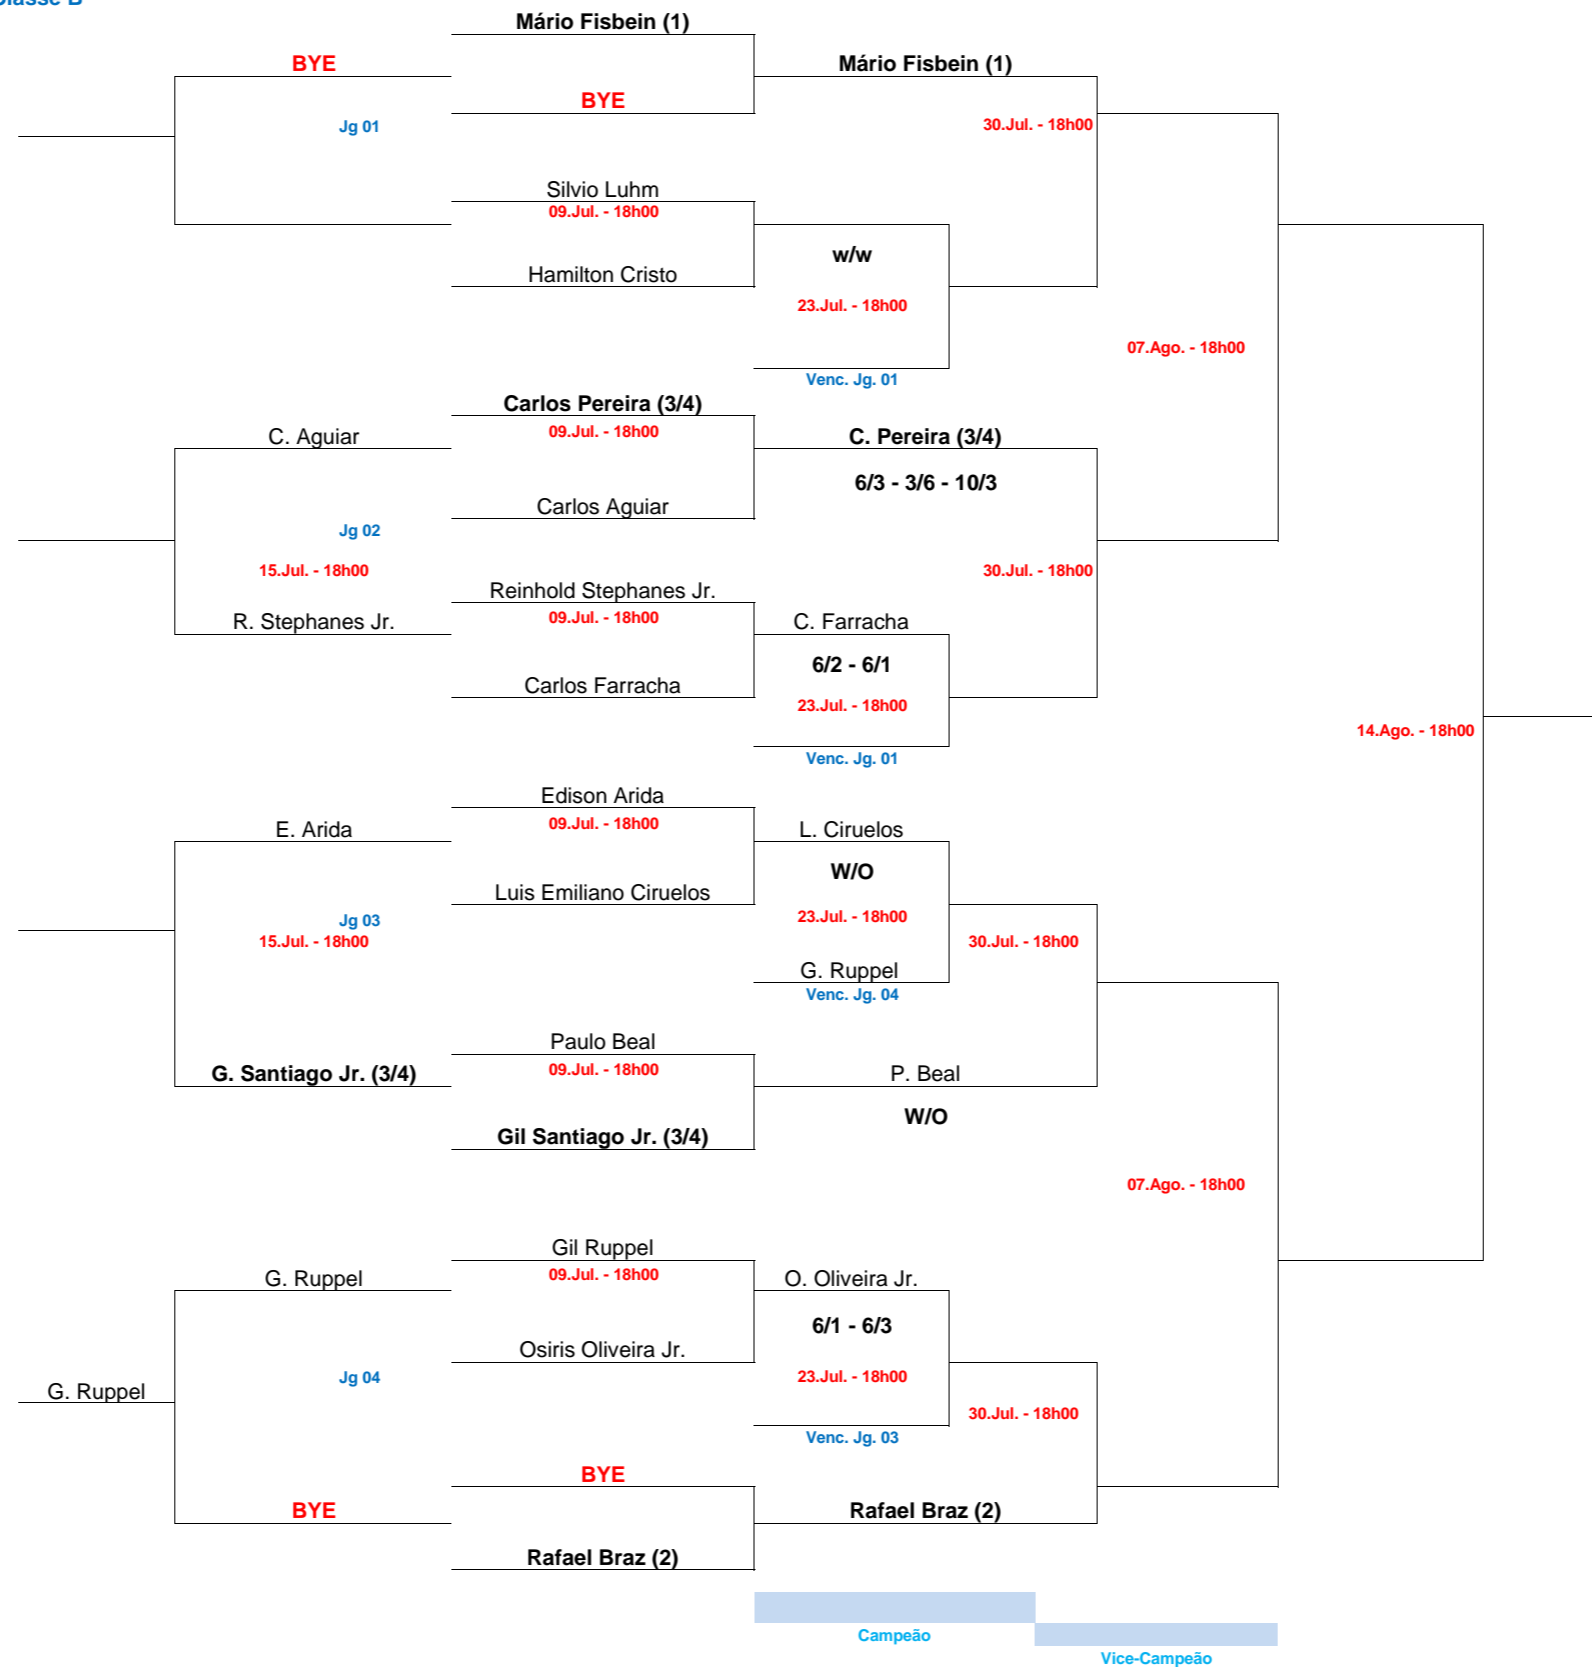 Classe B
Mário Fisbein (1)
BYE
Mário Fisbein (1)
BYE
Jg 01
30.Jul. - 18h00
Silvio Luhm
09.Jul. - 18h00
w/w
Hamilton Cristo
23.Jul. - 18h00
07.Ago. - 18h00
Venc. Jg. 01
Carlos Pereira (3/4)
C. Aguiar
09.Jul. - 18h00
C. Pereira (3/4)
6/3 - 3/6 - 10/3
Carlos Aguiar
Jg 02
15.Jul. - 18h00
30.Jul. - 18h00
Reinhold Stephanes Jr.
R. Stephanes Jr.
09.Jul. - 18h00
C. Farracha
6/2 - 6/1
Carlos Farracha
23.Jul. - 18h00
14.Ago. - 18h00
Venc. Jg. 01
Edison Arida
E. Arida
09.Jul. - 18h00
L. Ciruelos
W/O
Luis Emiliano Ciruelos
Jg 03
23.Jul. - 18h00
15.Jul. - 18h00
30.Jul. - 18h00
G. Ruppel
Venc. Jg. 04
Paulo Beal
G. Santiago Jr. (3/4)
09.Jul. - 18h00
P. Beal
W/O
Gil Santiago Jr. (3/4)
07.Ago. - 18h00
Gil Ruppel
G. Ruppel
09.Jul. - 18h00
O. Oliveira Jr.
6/1 - 6/3
Osiris Oliveira Jr.
Jg 04
23.Jul. - 18h00
G. Ruppel
30.Jul. - 18h00
Venc. Jg. 03
BYE
BYE
Rafael Braz (2)
Rafael Braz (2)
Campeão
Vice-Campeão